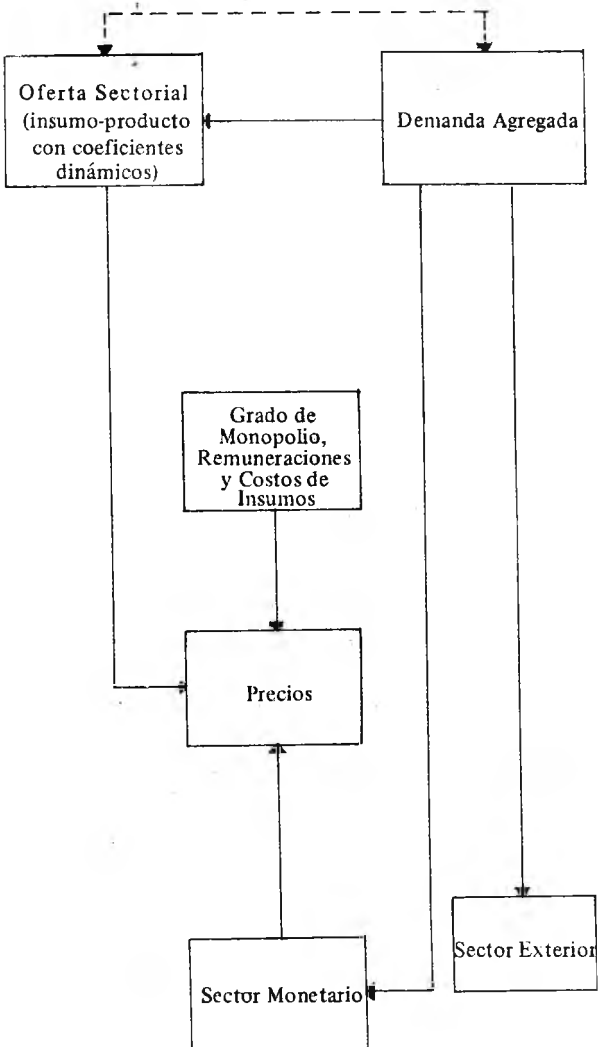 Oferta Sectorial
(insumo-producto
con coeficientes
dinámicos)
Demanda Agregada
Grado de
Monopolio,
Remuneraciones
y Costos de
Insumos
Precios
Sector Exterior
Sector Monetario